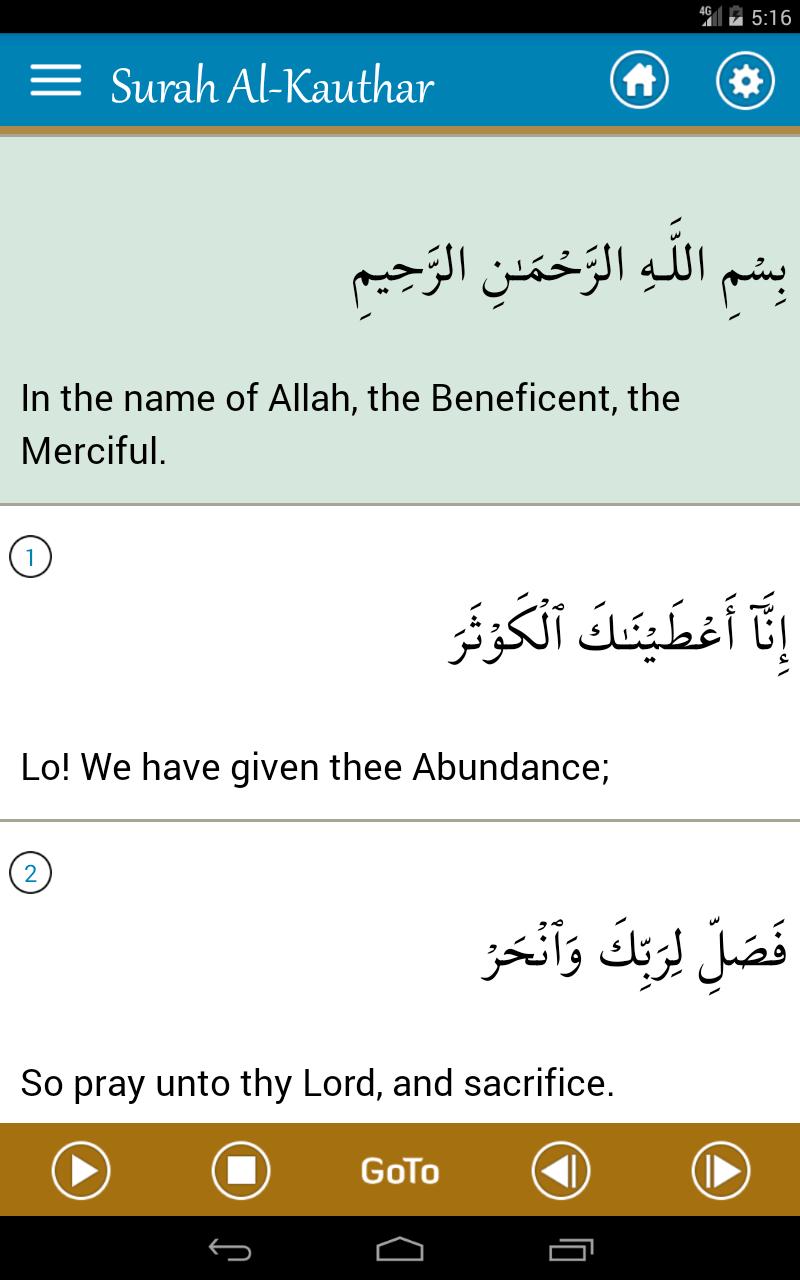 4G 5:16
Surah Al-Kauthar
بِسْمِ اللَّـهِ الرَّحْمَـٰنِ الرَّحِيمِ
In the name of Allah, the Beneficent, the
Merciful.
1
إِنَّآ أَعْطَيْنَـٰكَ ٱلْكَوْثَرَ
Lo! We have given thee Abundance;
2
فَصَلِّ لِرَبِّكَ وَٱنْحَرْ
So pray unto thy Lord, and sacrifice.
GoTo